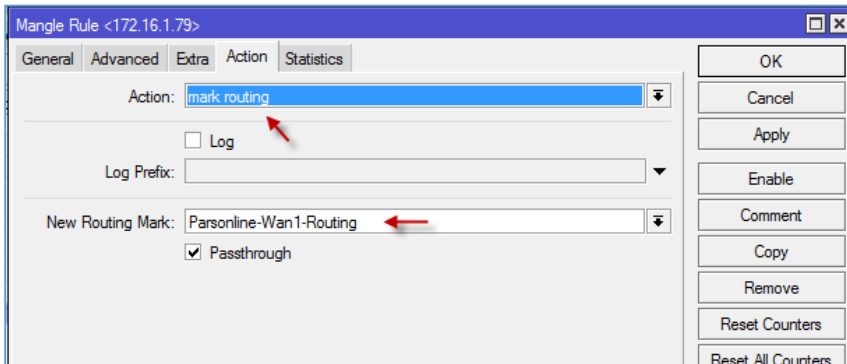 Mangle Rule <172.16.1.79>
General Advanced Extra Action Statistics
Action: mark routing
Log
Log Prefix:
New Routing Mark: Parsonline-Wan1-Routing
Passthrough
OK
Cancel
Apply
Enable
Comment
Copy
Remove
Reset Counters
Reset All Counters